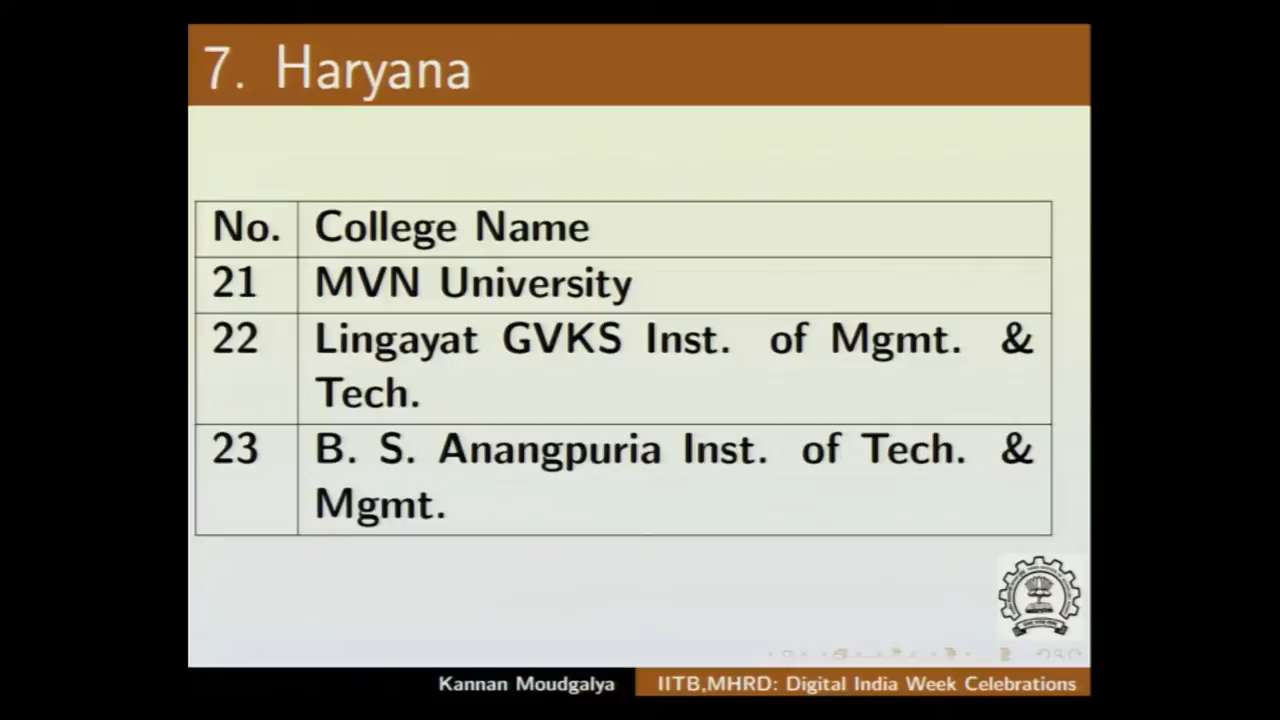 7. Haryana
No. College Name
21 MVN University
22 Lingayat GVKS Inst. of Mgmt. &
Tech.
23 B. S. Anangpuria Inst. of Tech. &
Mgmt.
Kannan Moudgalya IITB,MHRD: Digital India Week Celebrations